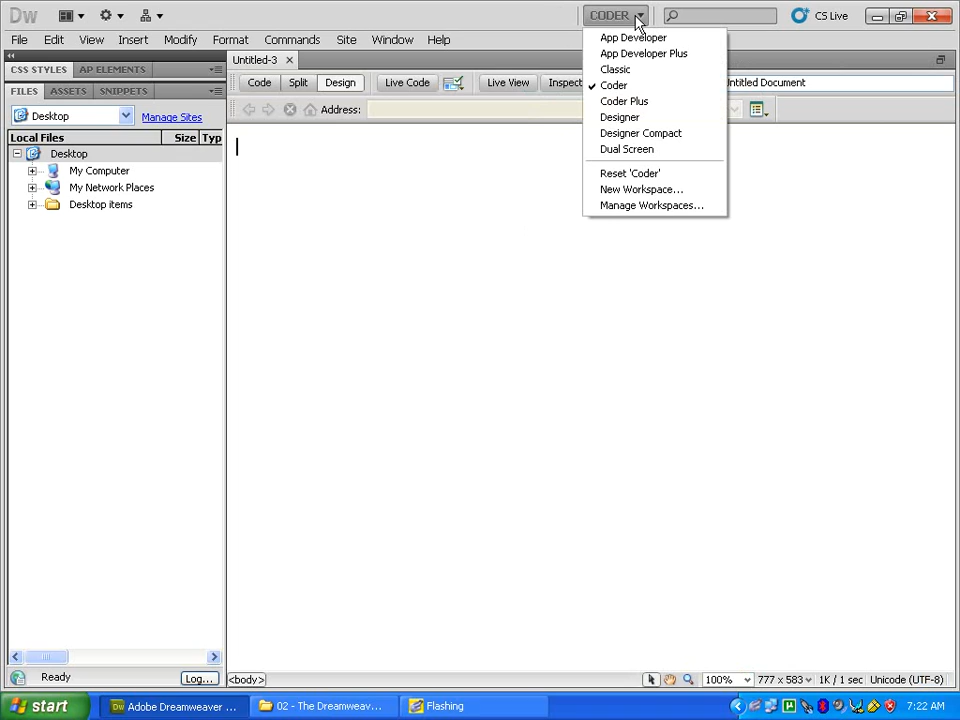 Dw
CODER
CS Live
File Edit View Insert Modify Format Commands Site Window Help
App Developer
App Developer Plus
Classic
Coder
Coder Plus
Designer
Designer Compact
Dual Screen
Reset 'Coder'
New Workspace...
Manage Workspaces...
CSS STYLES AP ELEMENTS
Untitled-3
Code Split Design Live Code Live View Inspect
Untitled Document
FILES ASSETS SNIPPETS
Address:
Desktop Manage Sites
Local Files Size Typ
Desktop
My Computer
My Network Places
Desktop items
Ready Log...
<body> 100% 777 x 583 1K / 1 sec Unicode (UTF-8)
start Adobe Dreamweaver ... 02 - The Dreamweav... Flashing 7:22 AM